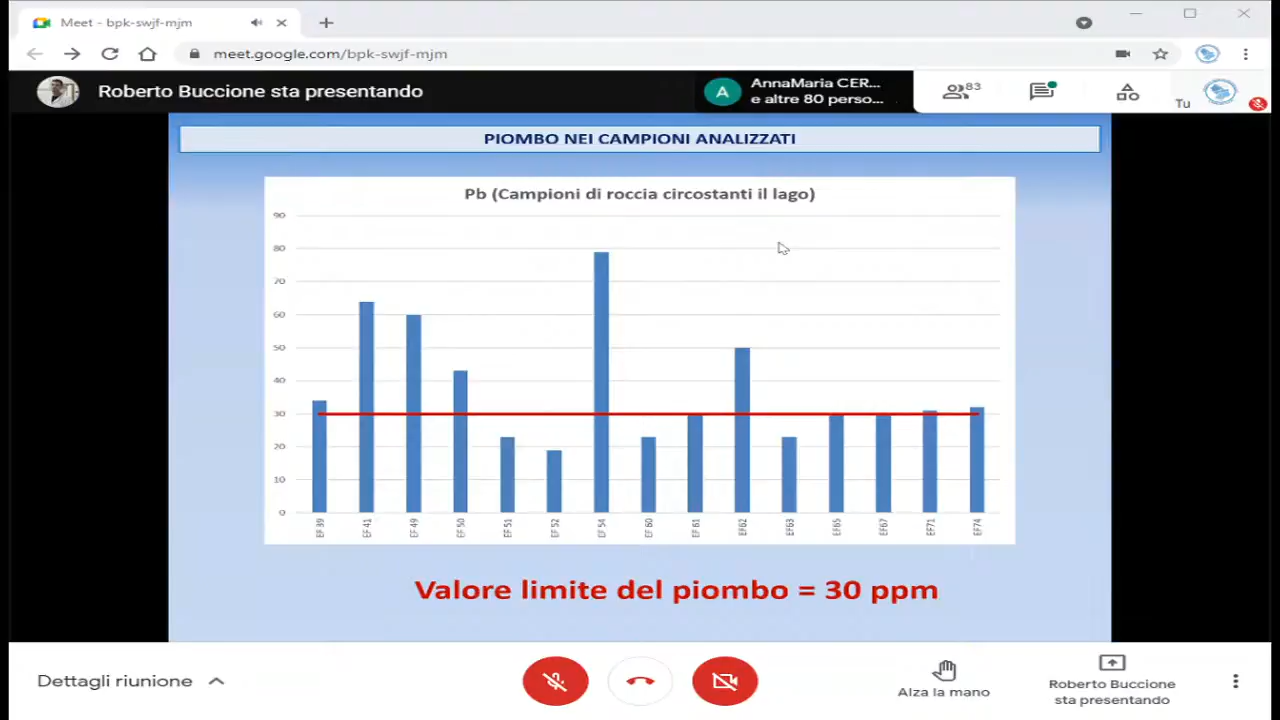 Meet - bpk-swjf-mjm
meet.google.com/bpk-swjf-mjm
Roberto Buccione sta presentando
A
AnnaMaria CER...
e altre 80 perso...
83
Tu
PIOMBO NEI CAMPIONI ANALIZZATI
Pb (Campioni di roccia circostanti il lago)
90
80
70
60
50
40
30
20
10
0
EF 39
EF 41
EF 49
EF 50
EF 51
EF 52
EF 54
EF 60
EF 61
EF62
EF63
EF65
EF67
EF71
EF74
Valore limite del piombo = 30 ppm
Dettagli riunione
Alza la mano
Roberto Buccione
sta presentando